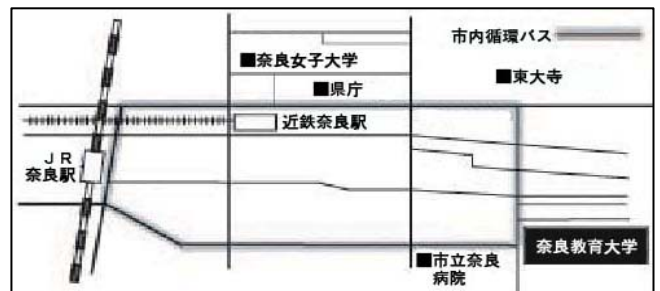 市内循環バス
■奈良女子大学
■東大寺
■県庁
近鉄奈良駅
ＪＲ
奈良駅
奈良教育大学
■市立奈良
病院